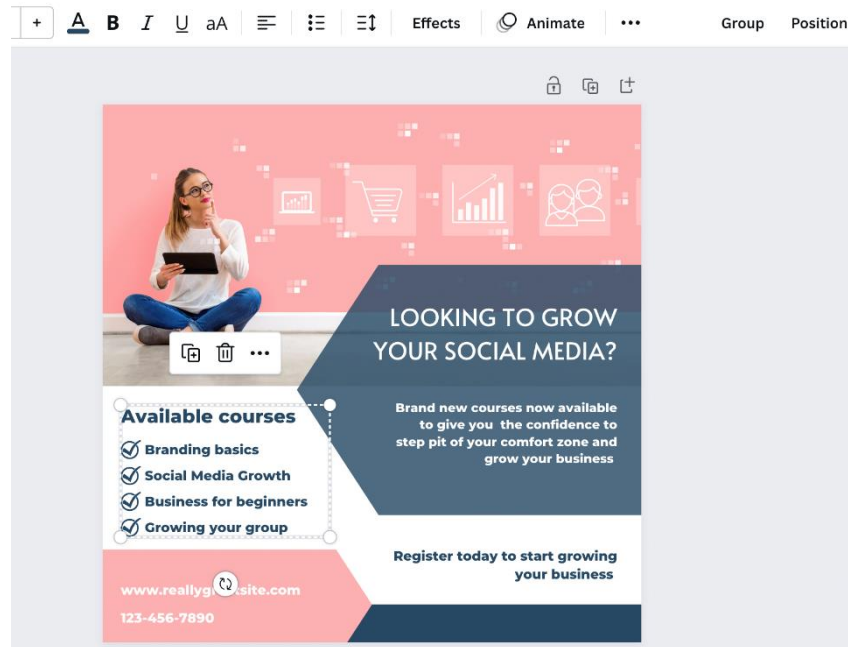 + A B I U aA Effects Animate ... Group Position
LOOKING TO GROW
YOUR SOCIAL MEDIA?
Available courses
Branding basics
Social Media Growth
Business for beginners
Growing your group
Brand new courses now available
to give you the confidence to
step pit of your comfort zone and
grow your business
Register today to start growing
your business
123-456-7890